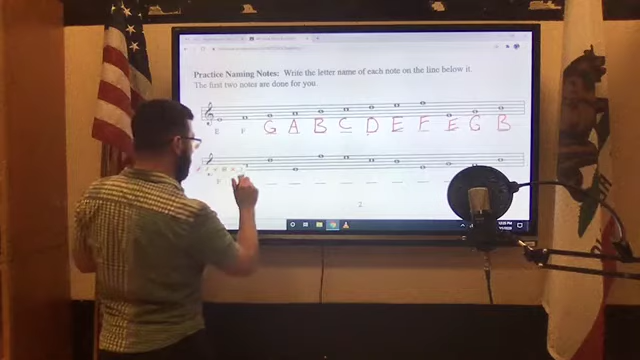 Practice Naming Notes: Write the letter name of each note on the line below it.
The first two notes are done for you.
E F G A B C D E F E G B
2